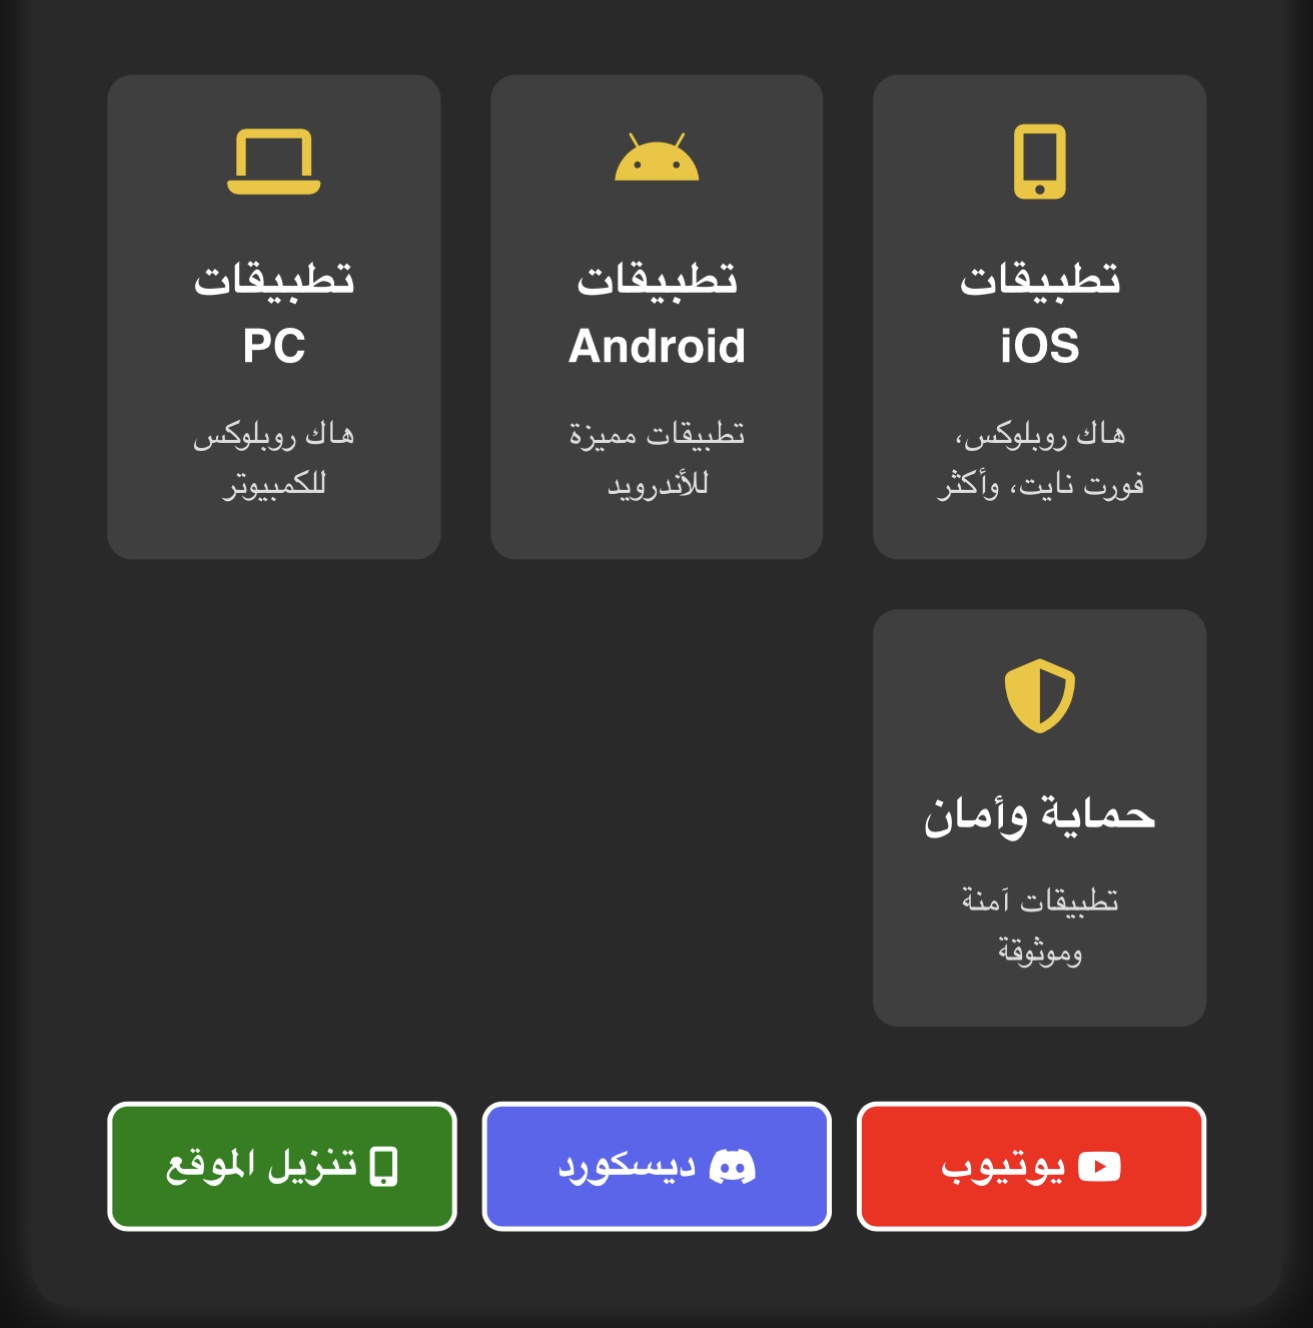 تطبيقات
iOS
هاك روبلوكس،
فورت نايت، وأكثر
تطبيقات
Android
تطبيقات مميزة
للأندرويد
تطبيقات
PC
هاك روبلوكس
للكمبيوتر
حماية وأمان
تطبيقات آمنة
وموثوقة
يوتيوب
ديسكورد
تنزيل الموقع